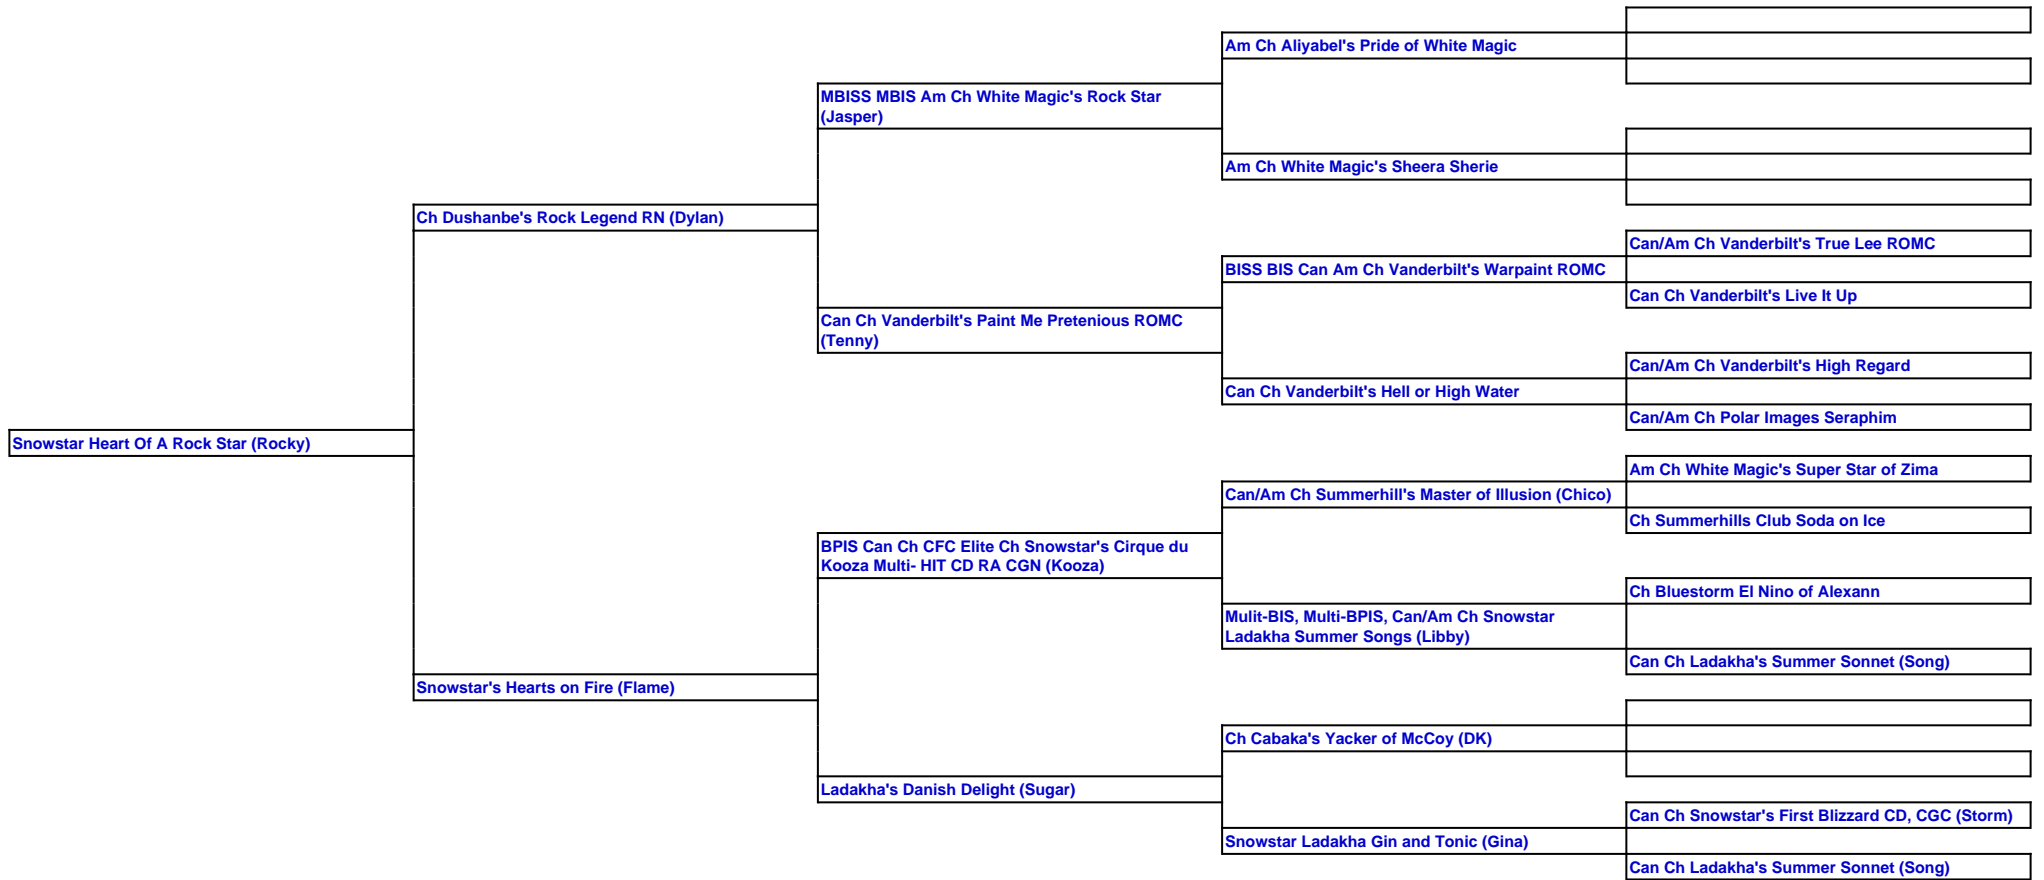 Am Ch Aliyabel's Pride of White Magic
MBISS MBIS Am Ch White Magic's Rock Star
(Jasper)
Am Ch White Magic's Sheera Sherie
Ch Dushanbe's Rock Legend RN (Dylan)
Can/Am Ch Vanderbilt's True Lee ROMC
BISS BIS Can Am Ch Vanderbilt's Warpaint ROMC
Can Ch Vanderbilt's Live It Up
Can Ch Vanderbilt's Paint Me Pretenious ROMC
(Tenny)
Can/Am Ch Vanderbilt's High Regard
Can Ch Vanderbilt's Hell or High Water
Can/Am Ch Polar Images Seraphim
Snowstar Heart Of A Rock Star (Rocky)
Am Ch White Magic's Super Star of Zima
Can/Am Ch Summerhill's Master of Illusion (Chico)
Ch Summerhills Club Soda on Ice
BPIS Can Ch CFC Elite Ch Snowstar's Cirque du
Kooza Multi- HIT CD RA CGN (Kooza)
Ch Bluestorm El Nino of Alexann
Mulit-BIS, Multi-BPIS, Can/Am Ch Snowstar
Ladakha Summer Songs (Libby)
Can Ch Ladakha's Summer Sonnet (Song)
Snowstar's Hearts on Fire (Flame)
Ch Cabaka's Yacker of McCoy (DK)
Ladakha's Danish Delight (Sugar)
Can Ch Snowstar's First Blizzard CD, CGC (Storm)
Snowstar Ladakha Gin and Tonic (Gina)
Can Ch Ladakha's Summer Sonnet (Song)